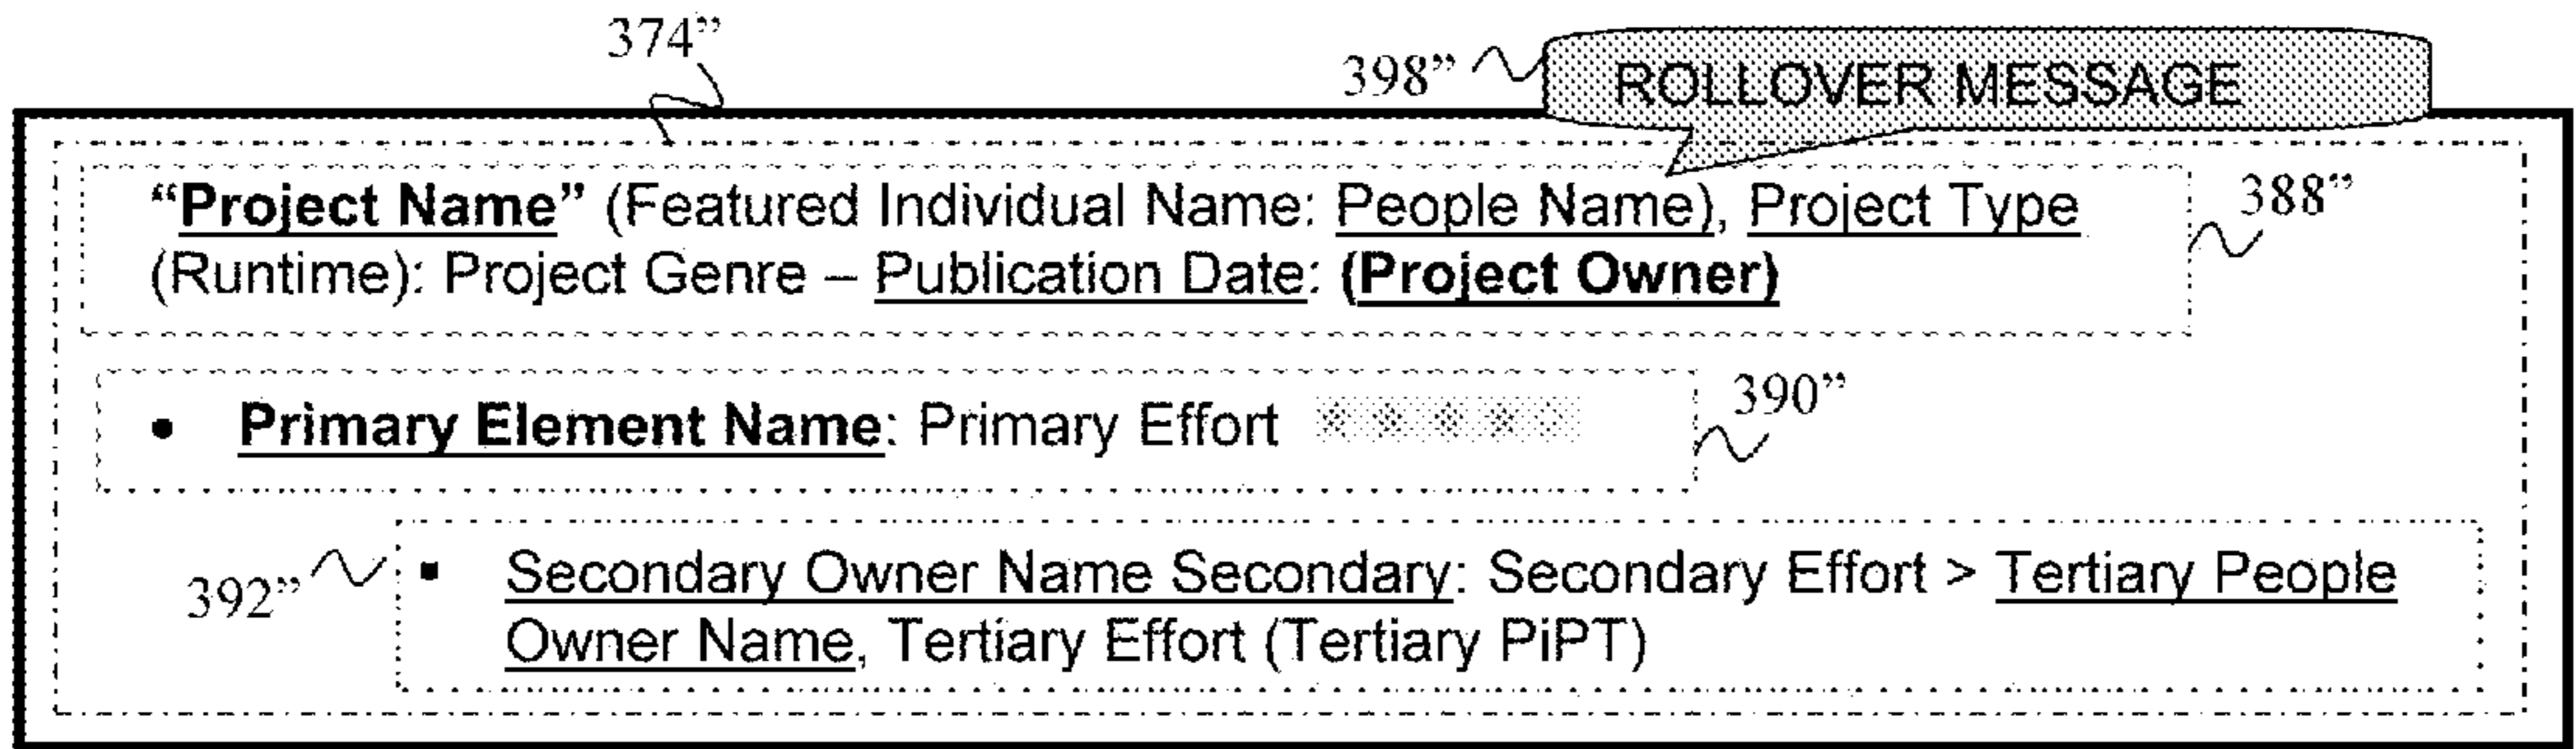 374”
398” ROLLOVER MESSAGE
“Project Name” (Featured Individual Name: People Name), Project Type
388”
(Runtime): Project Genre – Publication Date: (Project Owner)
• Primary Element Name: Primary Effort
390”
392”
▪ Secondary Owner Name Secondary: Secondary Effort > Tertiary People
Owner Name, Tertiary Effort (Tertiary PiPT)